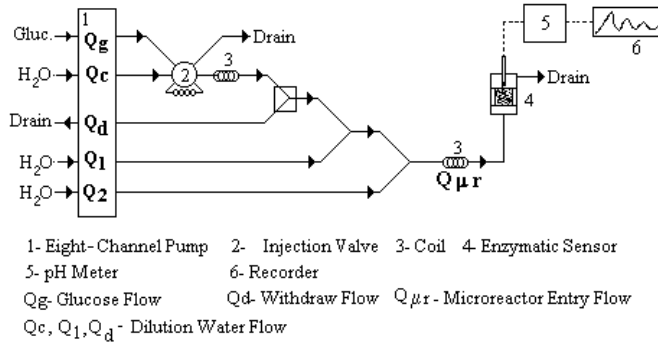 1
Gluc. Qg Drain 5
2 3 6
H2O Qc Drain
4
Drain Qd
3
H2O Q1
Qμr
H2O Q2
1- Eight-Channel Pump 2- Injection Valve 3- Coil 4- Enzymatic Sensor
5- pH Meter 6- Recorder
Qg- Glucose Flow Qd- Withdraw Flow Qμr- Microreactor Entry Flow
Qc, Q1, Qd - Dilution Water Flow